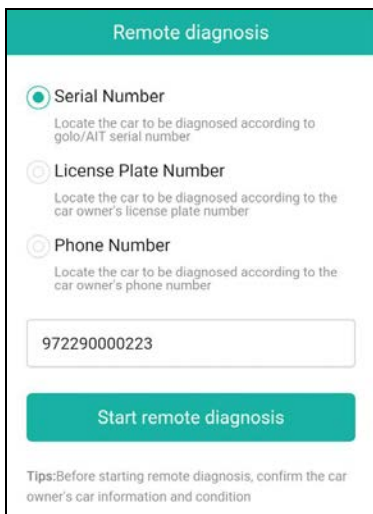 Remote diagnosis
Serial Number
Locate the car to be diagnosed according to
golo/AIT serial number
License Plate Number
Locate the car to be diagnosed according to the
car owner's license plate number
Phone Number
Locate the car to be diagnosed according to the
car owner's phone number
972290000223
Start remote diagnosis
Tips:Before starting remote diagnosis, confirm the car
owner's car information and condition